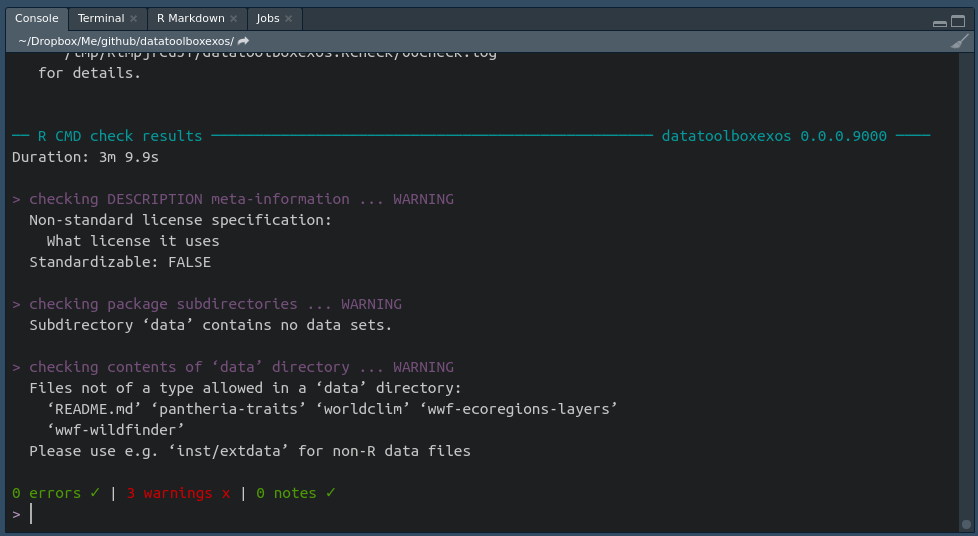 Console Terminal R Markdown Jobs
~/Dropbox/Me/github/datatoolboxexos/
for details.
── R CMD check results ─────────────────────────────────────────────────── datatoolboxexos 0.0.0.9000 ────
Duration: 3m 9.9s
> checking DESCRIPTION meta-information ... WARNING
Non-standard license specification:
What license it uses
Standardizable: FALSE
> checking package subdirectories ... WARNING
Subdirectory ‘data’ contains no data sets.
> checking contents of ‘data’ directory ... WARNING
Files not of a type allowed in a ‘data’ directory:
‘README.md’ ‘pantheria-traits’ ‘worldclim’ ‘wwf-ecoregions-layers’
‘wwf-wildfinder’
Please use e.g. ‘inst/extdata’ for non-R data files
0 errors ✓ | 3 warnings x | 0 notes ✓
>